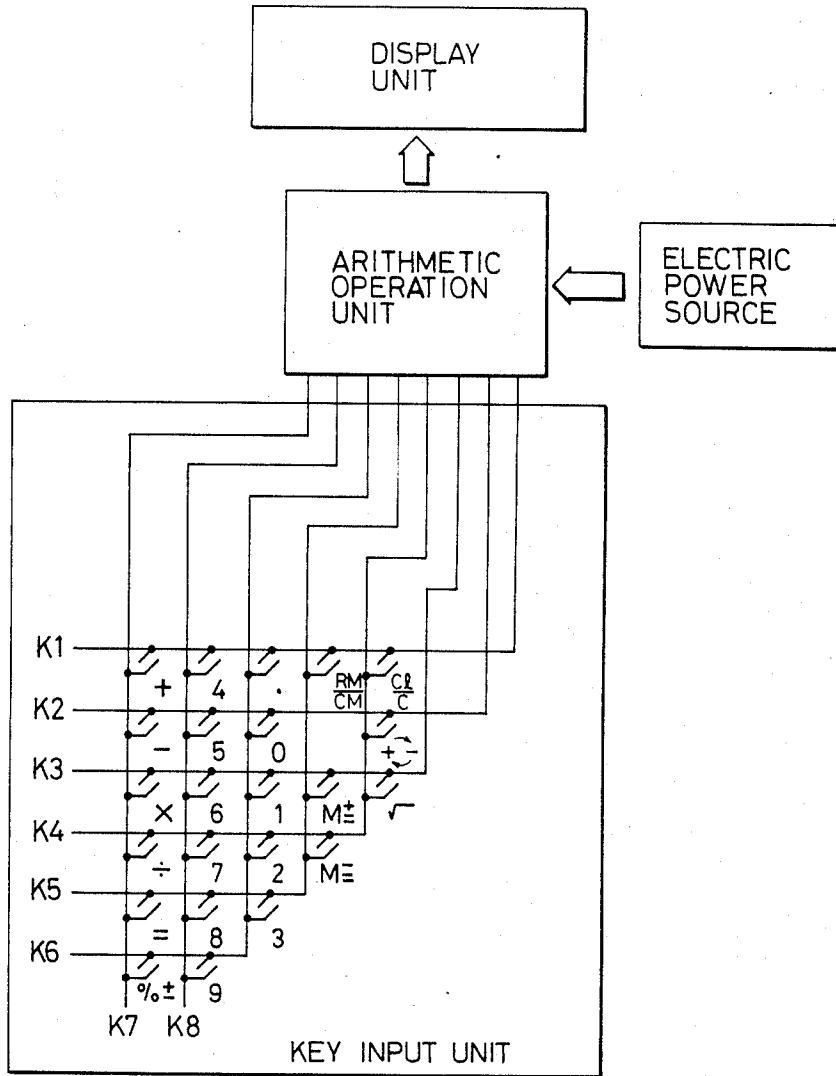 DISPLAY
UNIT
ARITHMETIC
OPERATION
UNIT
ELECTRIC
POWER
SOURCE
K1
+ 4 . RM/CM Cl/C
K2
− 5 0 + −
K3
× 6 1 M± √
K4
÷ 7 2 M=
K5
= 8 3
K6
%± 9
K7 K8
KEY INPUT UNIT